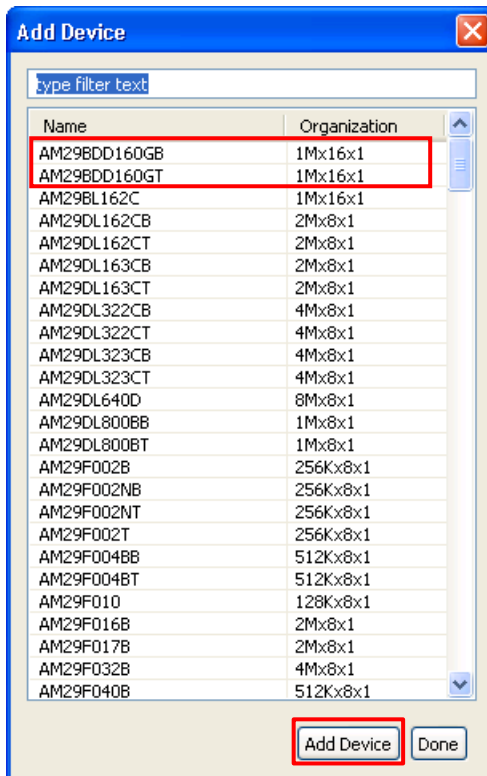 Add Device
type filter text
Name Organization
AM29BDD160GB 1Mx16x1
AM29BDD160GT 1Mx16x1
AM29BL162C 1Mx16x1
AM29DL162CB 2Mx8x1
AM29DL162CT 2Mx8x1
AM29DL163CB 2Mx8x1
AM29DL163CT 2Mx8x1
AM29DL322CB 4Mx8x1
AM29DL322CT 4Mx8x1
AM29DL323CB 4Mx8x1
AM29DL323CT 4Mx8x1
AM29DL640D 8Mx8x1
AM29DL800BB 1Mx8x1
AM29DL800BT 1Mx8x1
AM29F002B 256Kx8x1
AM29F002NB 256Kx8x1
AM29F002NT 256Kx8x1
AM29F002T 256Kx8x1
AM29F004BB 512Kx8x1
AM29F004BT 512Kx8x1
AM29F010 128Kx8x1
AM29F016B 2Mx8x1
AM29F017B 2Mx8x1
AM29F032B 4Mx8x1
AM29F040B 512Kx8x1
Add Device Done